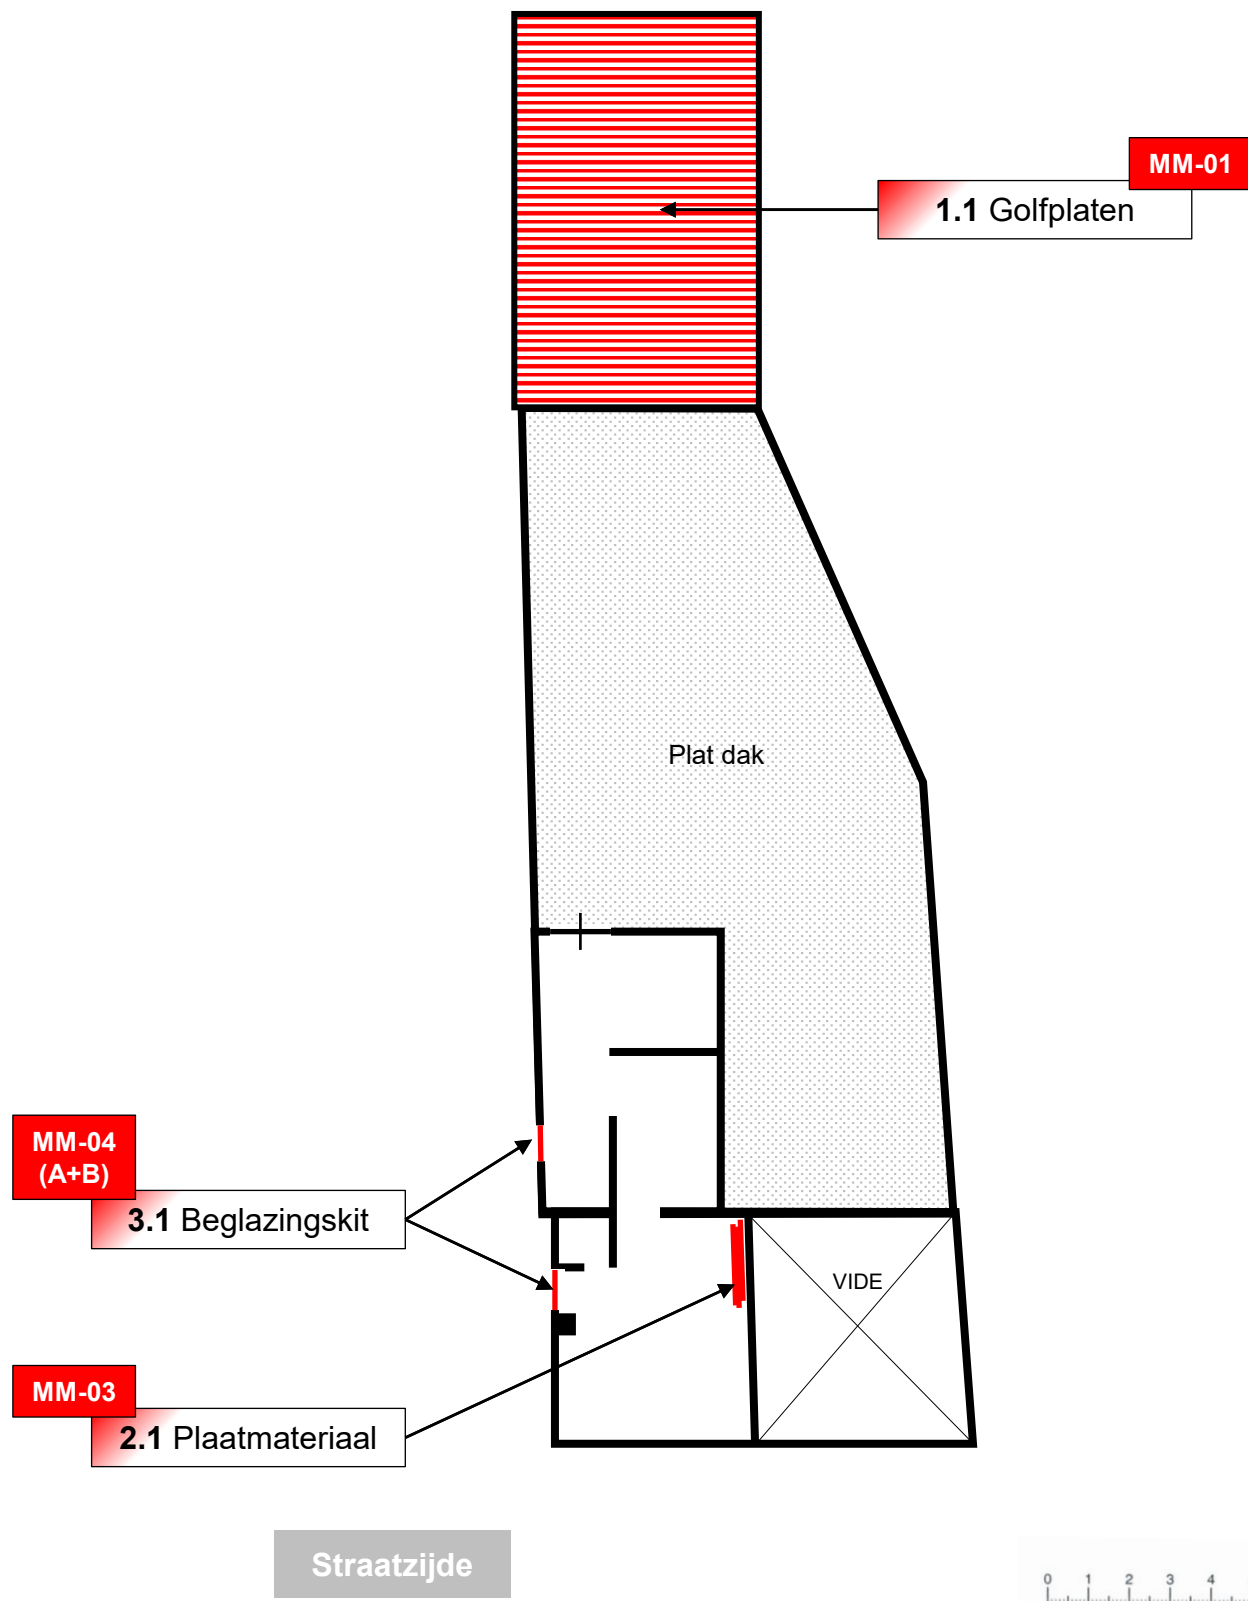 MM-01
1.1 Golfplaten
Plat dak
MM-04
(A+B)
3.1 Beglazingskit
VIDE
MM-03
2.1 Plaatmateriaal
Straatzijde
0 1 2 3 4